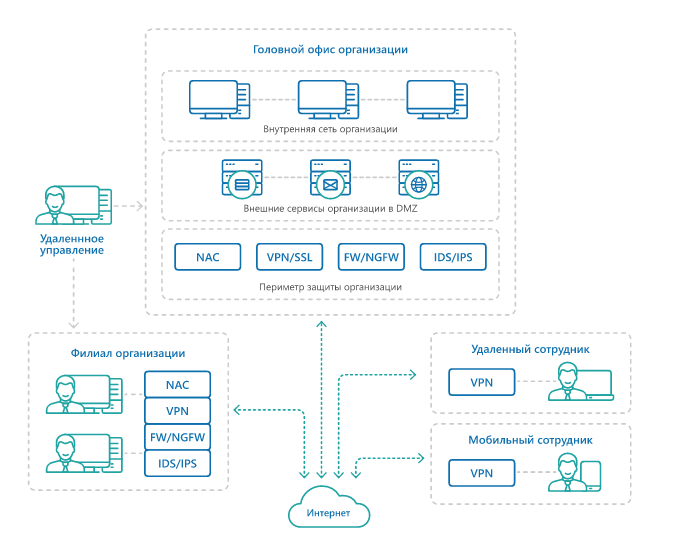 Головной офис организации
Внутренняя сеть организации
Внешние сервисы организации в DMZ
NAC
VPN/SSL
FW/NGFW
IDS/IPS
Периметр защиты организации
Удаленнное
управление
Филиал организации
NAC
VPN
FW/NGFW
IDS/IPS
Удаленный сотрудник
VPN
Мобильный сотрудник
VPN
Интернет